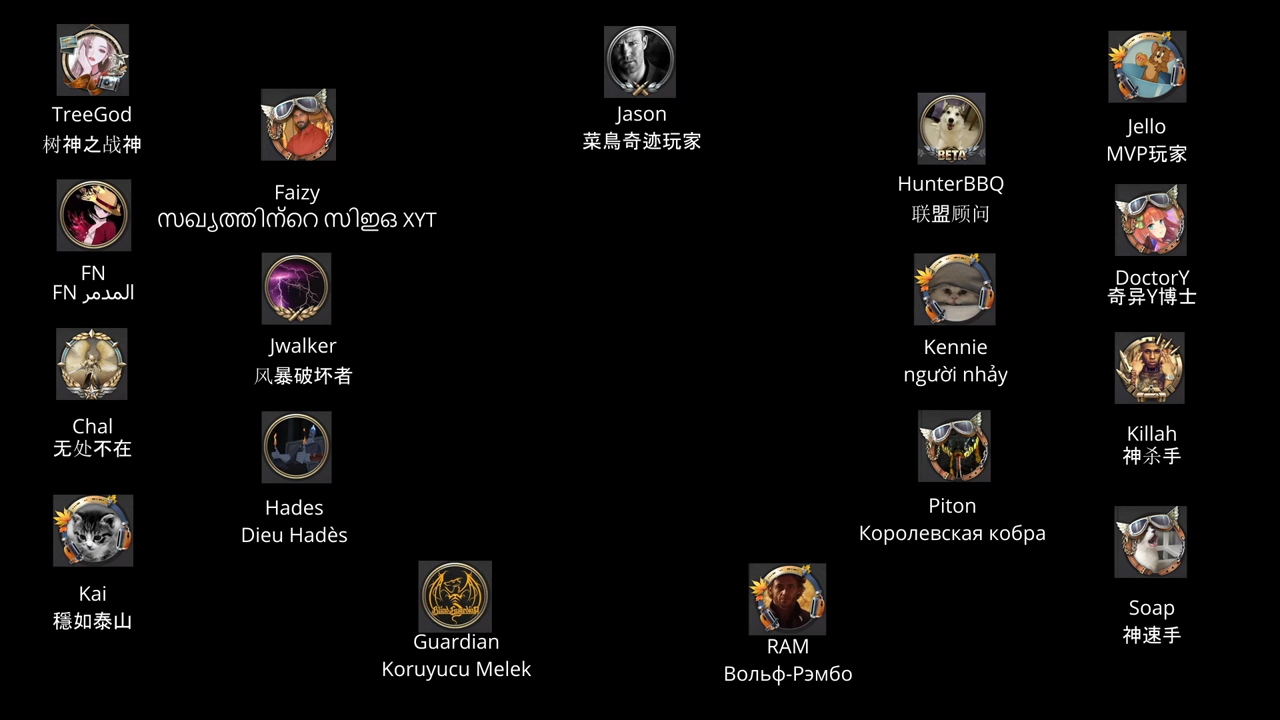 TreeGod
树神之战神
Faizy
സഖ്യത്തിന്റെ സിഇഒ XYT
Jason
菜鳥奇迹玩家
HunterBBQ
联盟顾问
BETA
Jello
MVP玩家
FN
FN المدمر
Jwalker
风暴破坏者
Kennie
người nhảy
DoctorY
奇异Y博士
Chal
无处不在
Hades
Dieu Hadès
Piton
Королевская кобра
Killah
神杀手
Kai
穩如泰山
Guardian
Koruyucu Melek
Blind Guardian
RAM
Вольф-Рэмбо
Soap
神速手